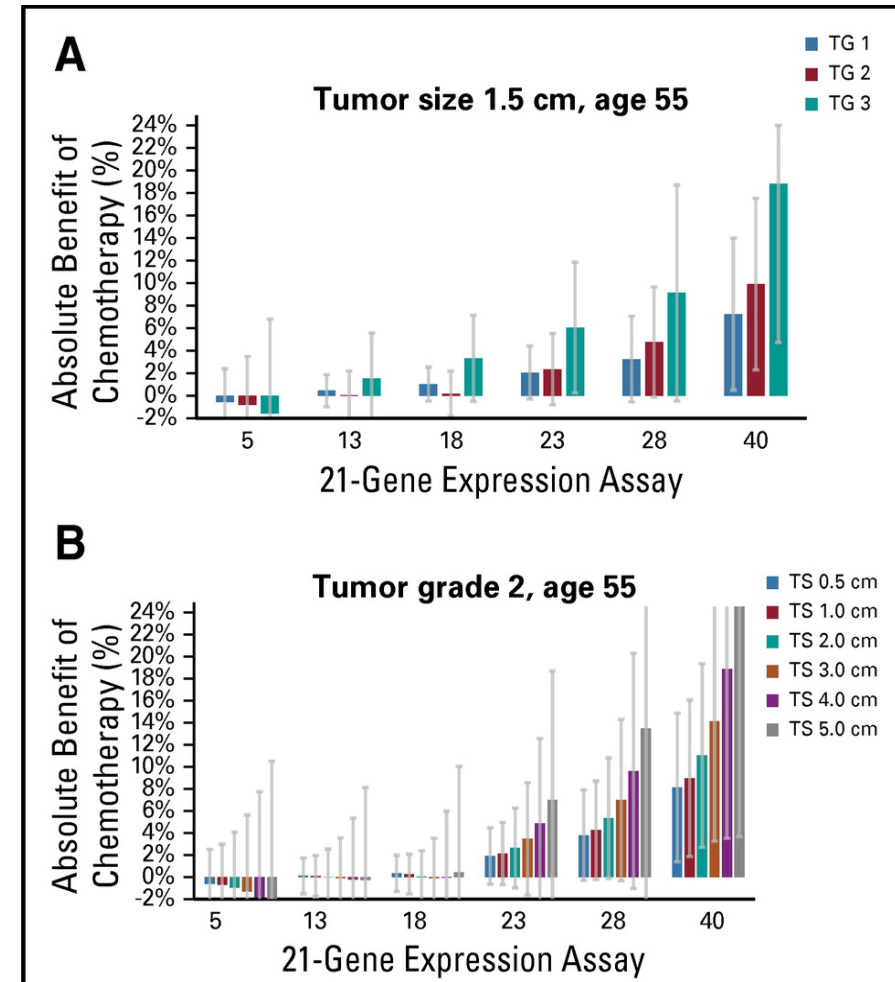 A
TG 1
TG 2
TG 3
Tumor size 1.5 cm, age 55
Absolute Benefit of
Chemotherapy (%)
24%
22%
20%
18%
16%
14%
12%
10%
8%
6%
4%
2%
0%
-2%
5 13 18 23 28 40
21-Gene Expression Assay
B
Tumor grade 2, age 55
TS 0.5 cm
TS 1.0 cm
TS 2.0 cm
TS 3.0 cm
TS 4.0 cm
TS 5.0 cm
Absolute Benefit of
Chemotherapy (%)
24%
22%
20%
18%
16%
14%
12%
10%
8%
6%
4%
2%
0%
-2%
5 13 18 23 28 40
21-Gene Expression Assay